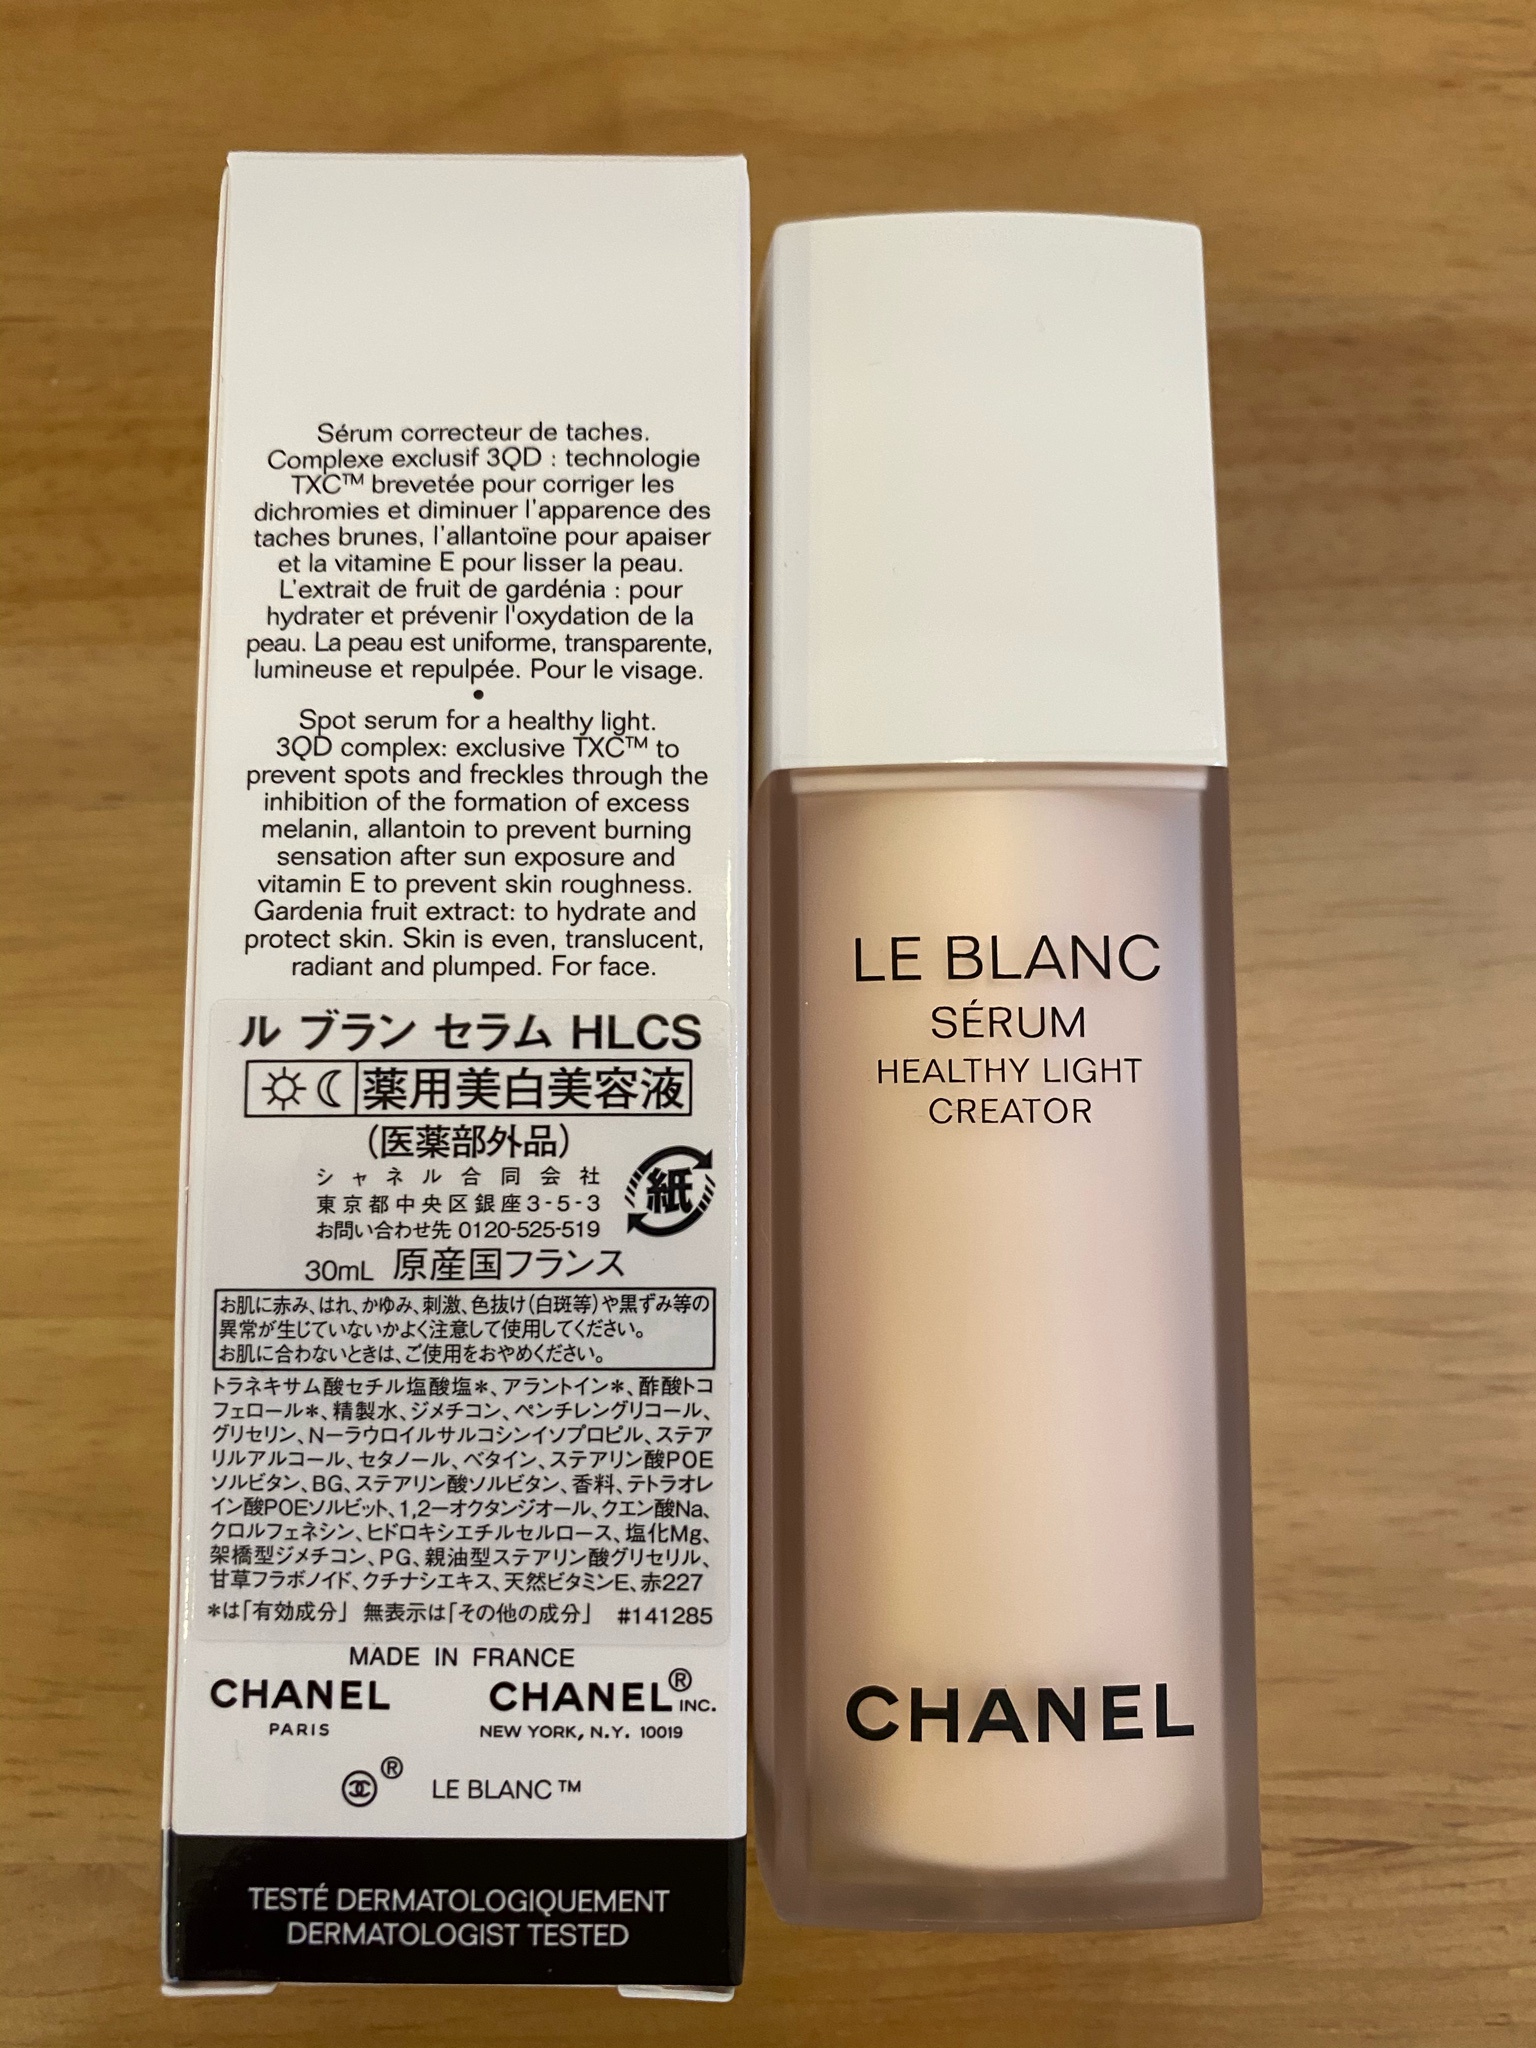 Sérum correcteur de taches.
Complexe exclusif 3QD : technologie
TXC™ brevetée pour corriger les
dichromies et diminuer l'apparence des
taches brunes, l'allantoïne pour apaiser
et la vitamine E pour lisser la peau.
L'extrait de fruit de gardénia : pour
hydrater et prévenir l'oxydation de la
peau. La peau est uniforme, transparente,
lumineuse et repulpée. Pour le visage.
•
Spot serum for a healthy light.
3QD complex: exclusive TXC™ to
prevent spots and freckles through the
inhibition of the formation of excess
melanin, allantoin to prevent burning
sensation after sun exposure and
vitamin E to prevent skin roughness.
Gardenia fruit extract: to hydrate and
protect skin. Skin is even, translucent,
radiant and plumped. For face.
ル ブラン セラム HLCS
薬用美白美容液
(医薬部外品)
シャネル合同会社
東京都中央区銀座3-5-3
お問い合わせ先 0120-525-519
紙
30mL 原産国フランス
お肌に赤み、はれ、かゆみ、刺激、色抜け(白斑等)や黒ずみ等の
異常が生じていないかよく注意して使用してください。
お肌に合わないときは、ご使用をおやめください。
トラネキサム酸セチル塩酸塩*、アラントイン*、酢酸トコ
フェロール*、精製水、ジメチコン、ペンチレングリコール、
グリセリン、N-ラウロイルサルコシンイソプロピル、ステア
リルアルコール、セタノール、ベタイン、ステアリン酸POE
ソルビタン、BG、ステアリン酸ソルビタン、香料、テトラオレ
イン酸POEソルビット、1,2-オクタンジオール、クエン酸Na、
クロルフェネシン、ヒドロキシエチルセルロース、塩化Mg、
架橋型ジメチコン、PG、親油型ステアリン酸グリセリル、
甘草フラボノイド、クチナシエキス、天然ビタミンE、赤227
*は「有効成分」 無表示は「その他の成分」 #141285
MADE IN FRANCE
CHANEL CHANEL® INC.
PARIS NEW YORK, N.Y. 10019
® LE BLANC™
TESTÉ DERMATOLOGIQUEMENT
DERMATOLOGIST TESTED
LE BLANC
SÉRUM
HEALTHY LIGHT
CREATOR
CHANEL